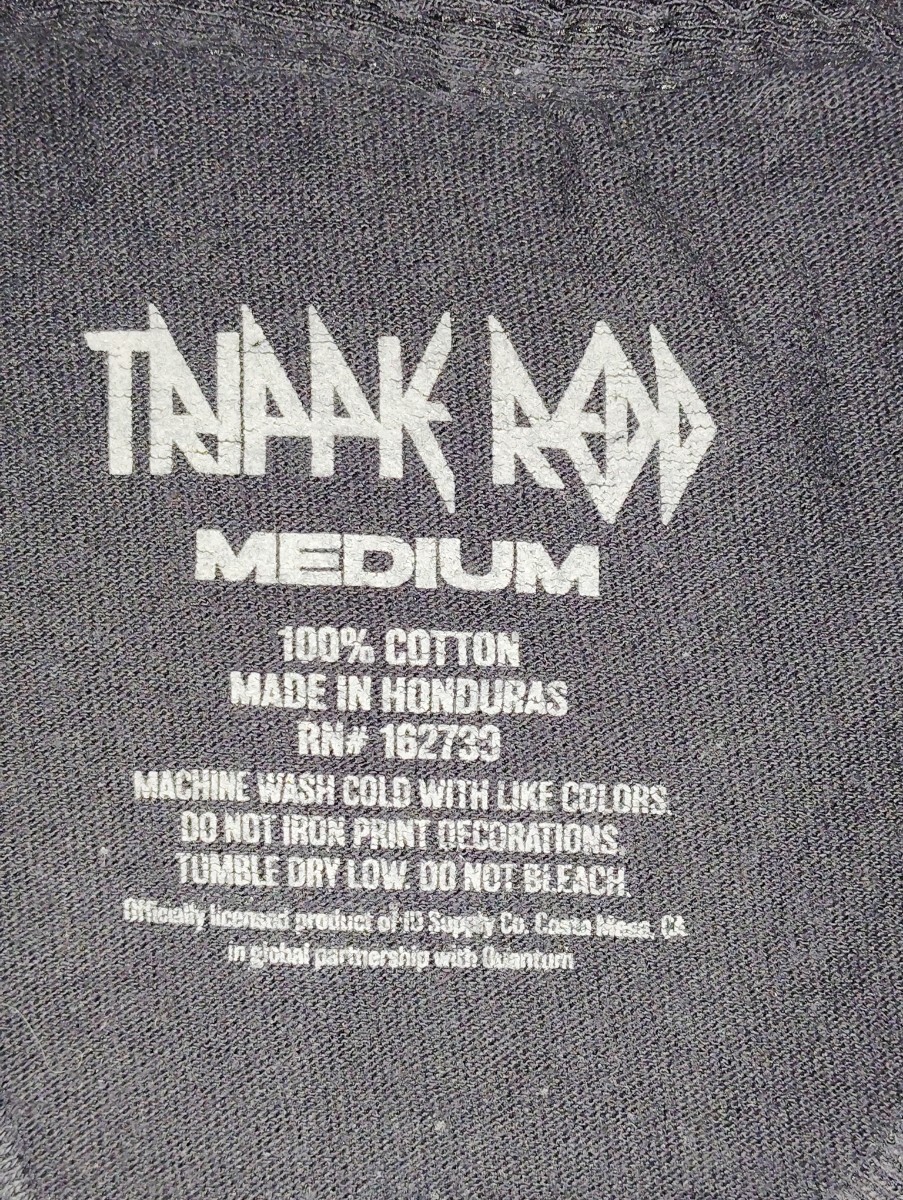 TRIPPIE REDD
MEDIUM
100% COTTON
MADE IN HONDURAS
RN# 162739
MACHINE WASH COLD WITH LIKE COLORS.
DO NOT IRON PRINT DECORATIONS.
TUMBLE DRY LOW. DO NOT BLEACH.
Officially licensed product of ID Supply Co. Costa Mesa, CA
in global partnership with Quantum